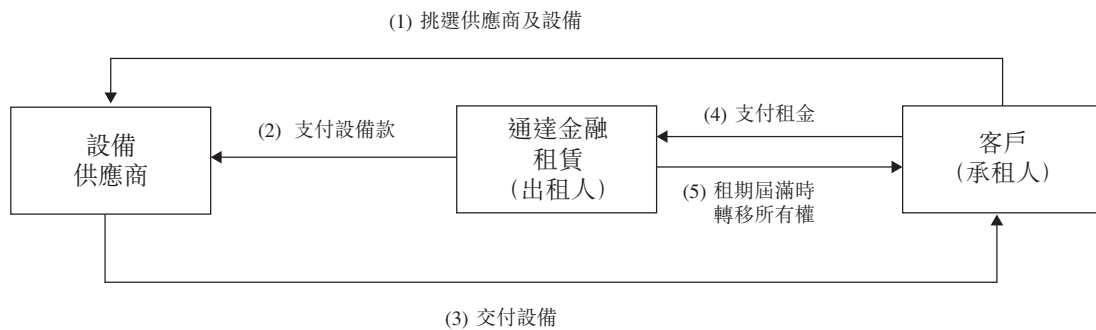 (1) 挑選供應商及設備
設備
供應商
(2) 支付設備款
通達金融
租賃
(出租人)
(4) 支付租金
(5) 租期屆滿時
轉移所有權
客戶
(承租人)
(3) 交付設備